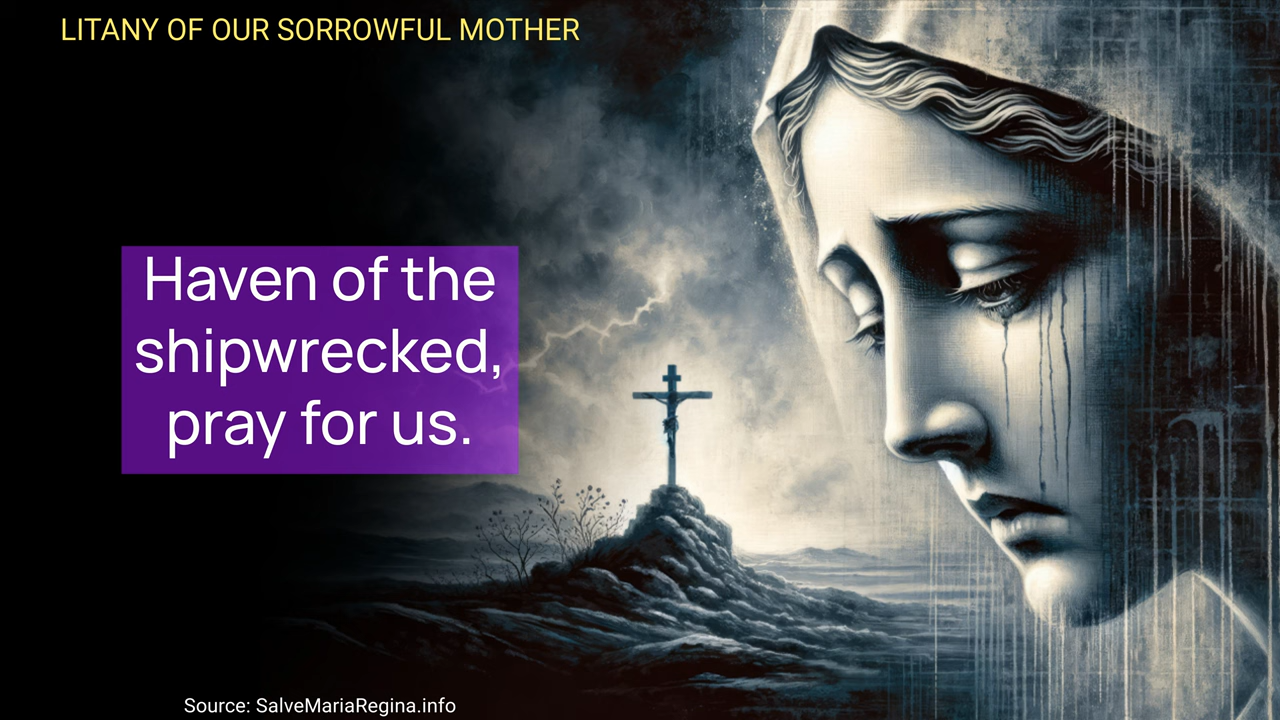 LITANY OF OUR SORROWFUL MOTHER
Haven of the
shipwrecked,
pray for us.
Source: SalveMariaRegina.info